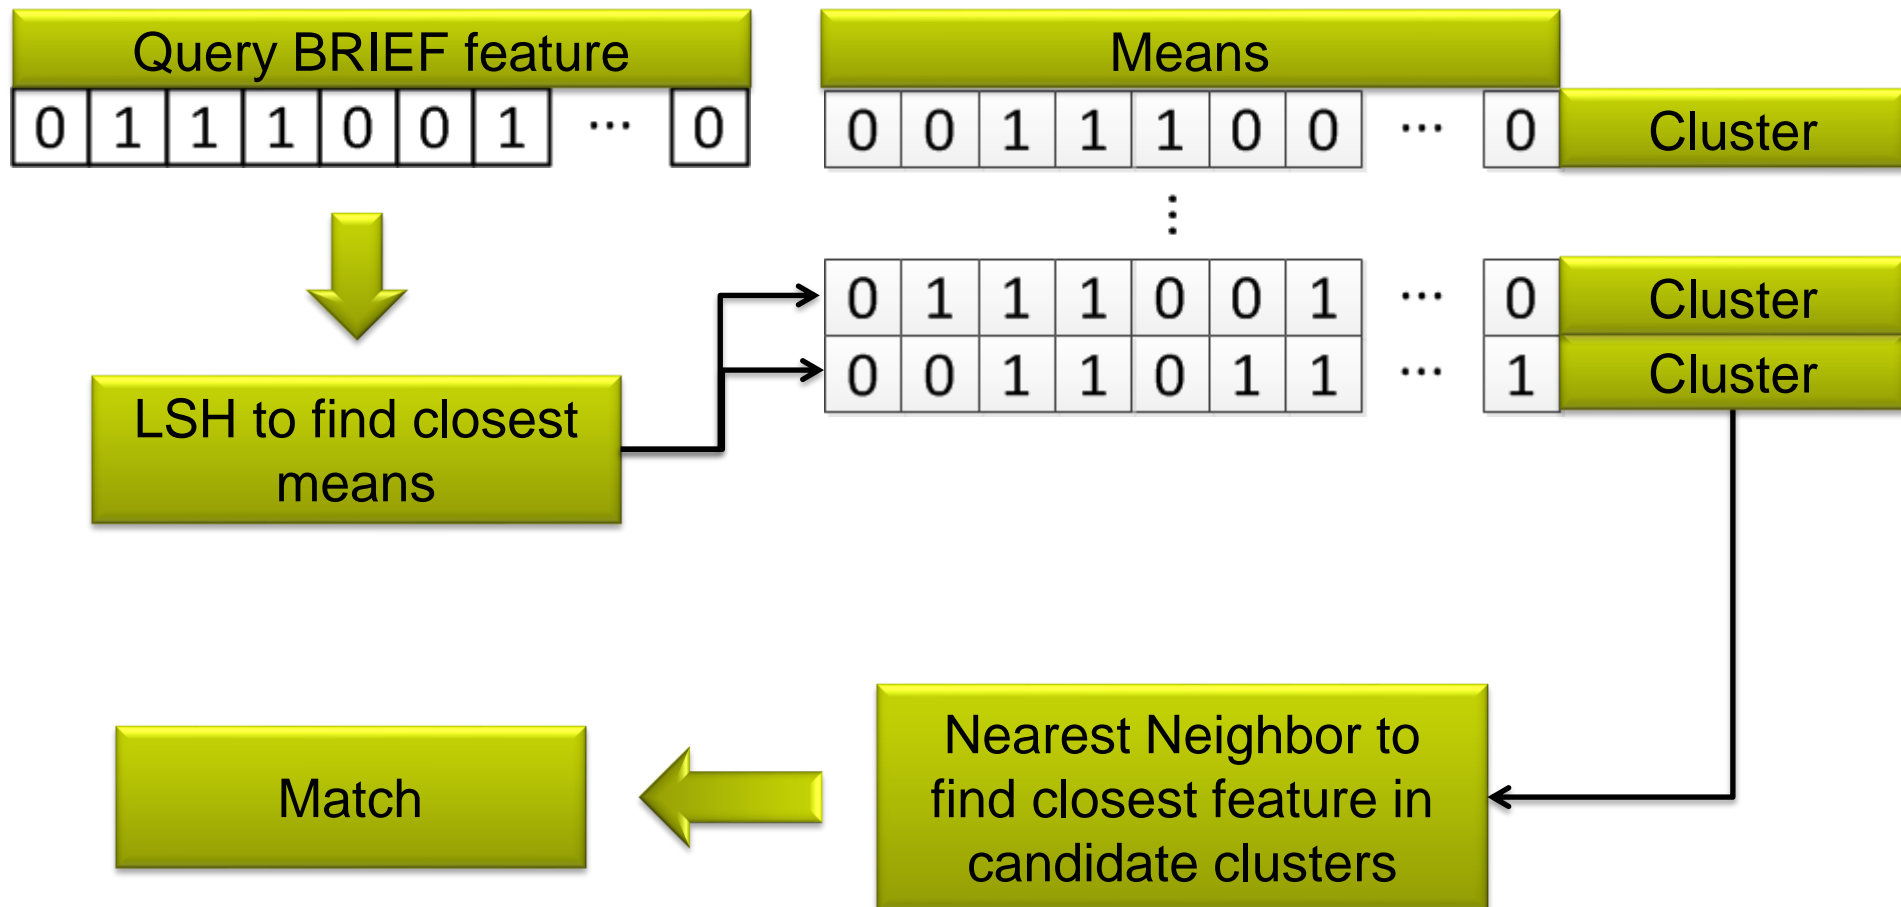 Query BRIEF feature
0 1 1 1 0 0 1 ... 0
Means
0 0 1 1 1 0 0 ... 0 Cluster
⋮
0 1 1 1 0 0 1 ... 0 Cluster
0 0 1 1 0 1 1 ... 1 Cluster
LSH to find closest
means
Nearest Neighbor to
find closest feature in
candidate clusters
Match